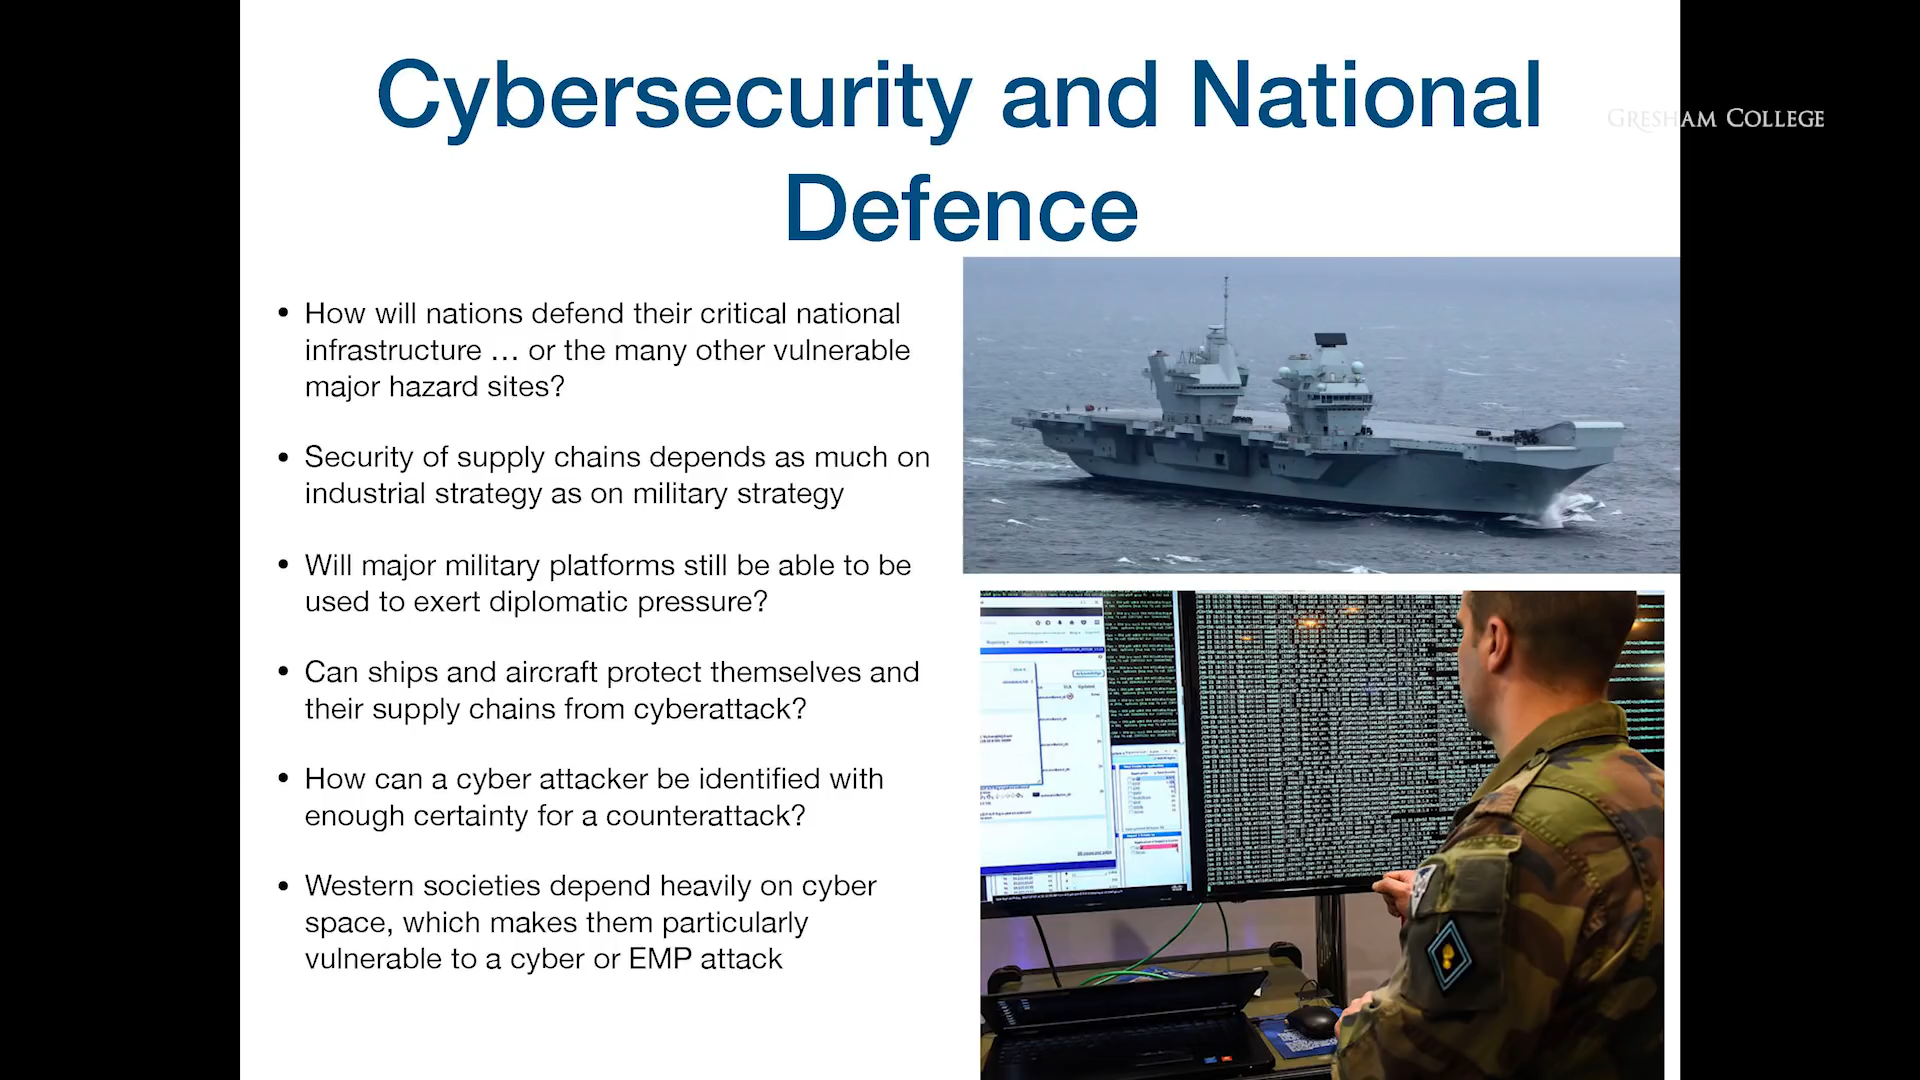 Cybersecurity and National
Defence
GRESHAM COLLEGE
• How will nations defend their critical national
infrastructure … or the many other vulnerable
major hazard sites?
• Security of supply chains depends as much on
industrial strategy as on military strategy
• Will major military platforms still be able to be
used to exert diplomatic pressure?
• Can ships and aircraft protect themselves and
their supply chains from cyberattack?
• How can a cyber attacker be identified with
enough certainty for a counterattack?
• Western societies depend heavily on cyber
space, which makes them particularly
vulnerable to a cyber or EMP attack